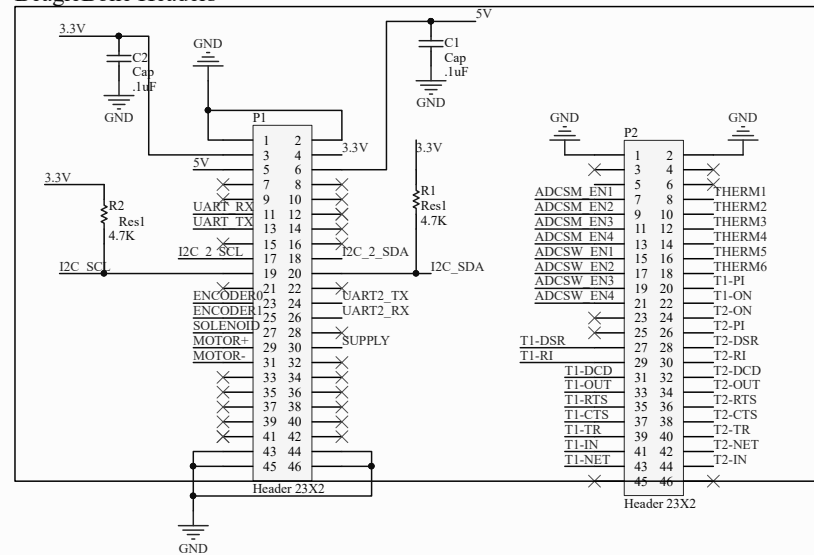 BeagleBone Headers
3.3V
5V
GND
C2
Cap
.1uF
GND
C1
Cap
.1uF
GND
P1
1 2
3 4 3.3V
5V 5 6
7 8
9 10
UART_RX 11 12
UART_TX 13 14
15 16
I2C_2_SCL 17 18 I2C_2_SDA
I2C_SCL 19 20 I2C_SDA
21 22
ENCODER0 23 24 UART2_TX
ENCODER1 25 26 UART2_RX
SOLENOID 27 28
MOTOR+ 29 30 SUPPLY
MOTOR- 31 32
33 34
35 36
37 38
39 40
41 42
43 44
45 46
Header 23X2
GND
3.3V
R2
Res1
4.7K
R1
Res1
4.7K
GND
GND
P2
1 2
3 4
5 6
ADCSM_EN1 7 8 THERM1
ADCSM_EN2 9 10 THERM2
ADCSM_EN3 11 12 THERM3
ADCSM_EN4 13 14 THERM4
ADCSW_EN1 15 16 THERM5
ADCSW_EN2 17 18 THERM6
ADCSW_EN3 19 20 T1-PI
ADCSW_EN4 21 22 T1-ON
23 24 T2-ON
25 26 T2-PI
T1-DSR 27 28 T2-DSR
T1-RI 29 30 T2-RI
T1-DCD 31 32 T2-DCD
T1-OUT 33 34 T2-OUT
T1-RTS 35 36 T2-RTS
T1-CTS 37 38 T2-CTS
T1-TR 39 40 T2-TR
T1-IN 41 42 T2-NET
T1-NET 43 44 T2-IN
45 46
Header 23X2
3.3V